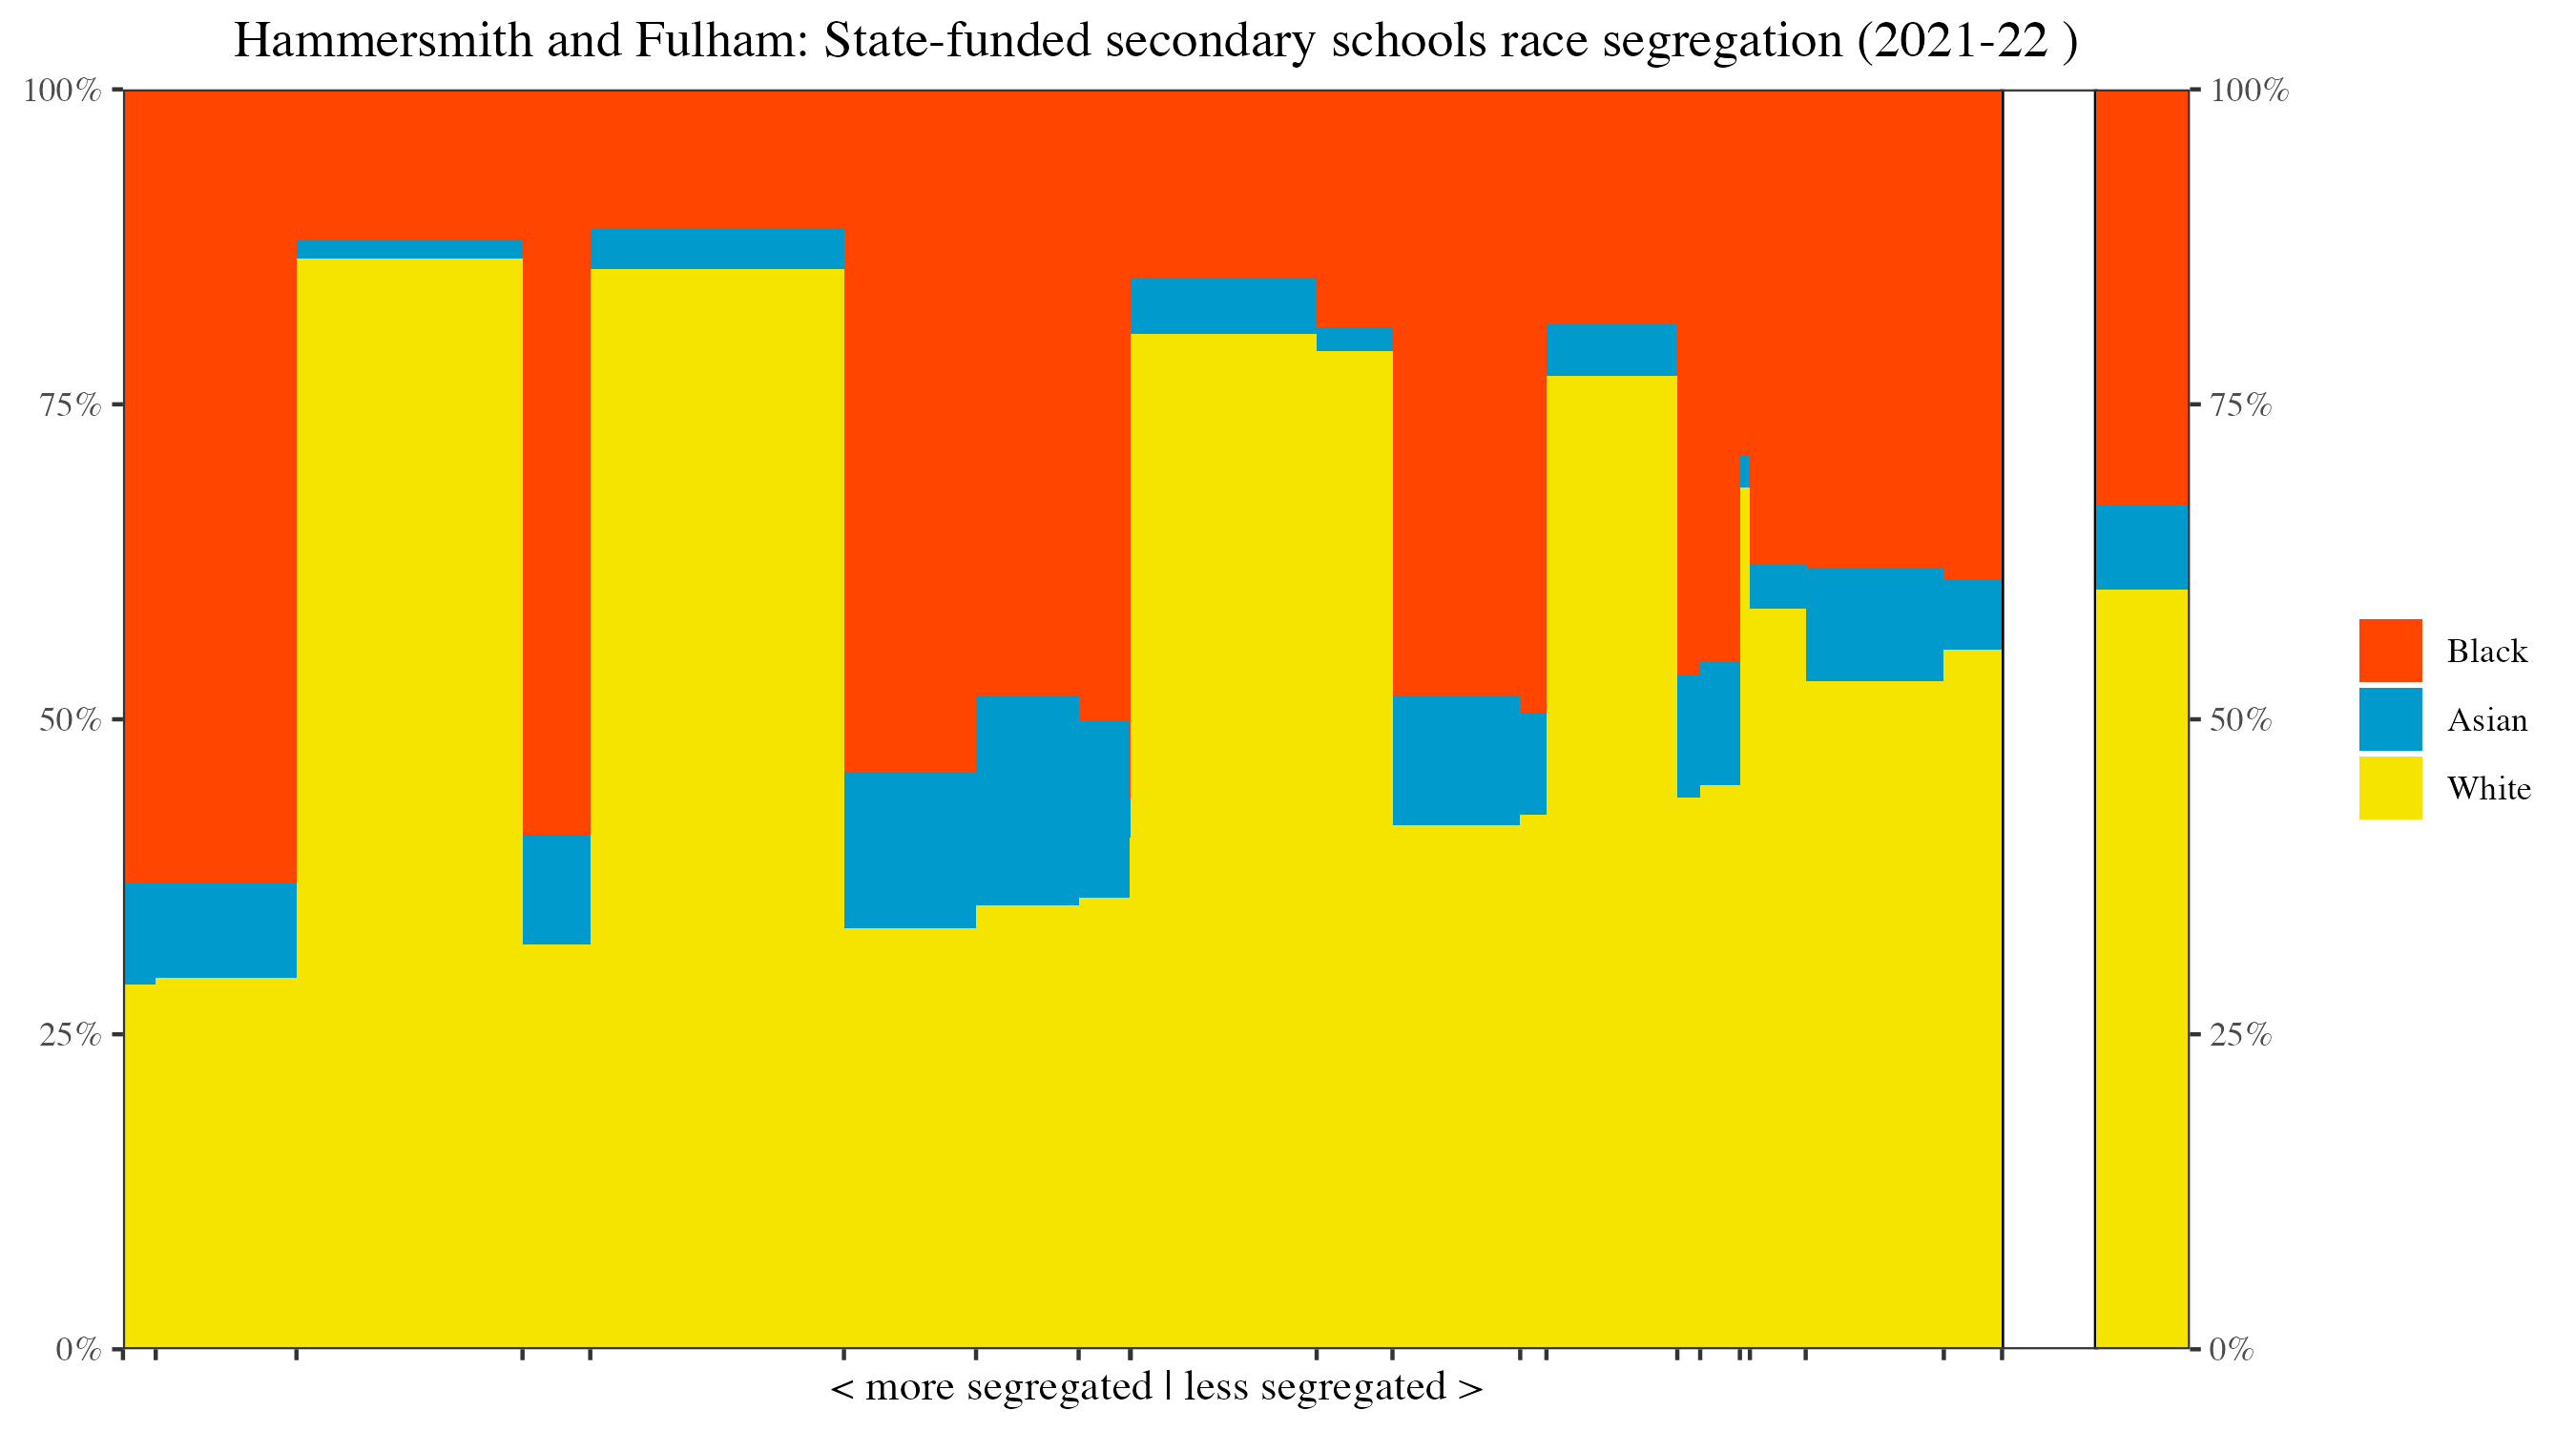 Hammersmith and Fulham: State-funded secondary schools race segregation (2021-22 )
100%
75%
50%
25%
0%
100%
75%
50%
25%
0%
Black
Asian
White
< more segregated | less segregated >